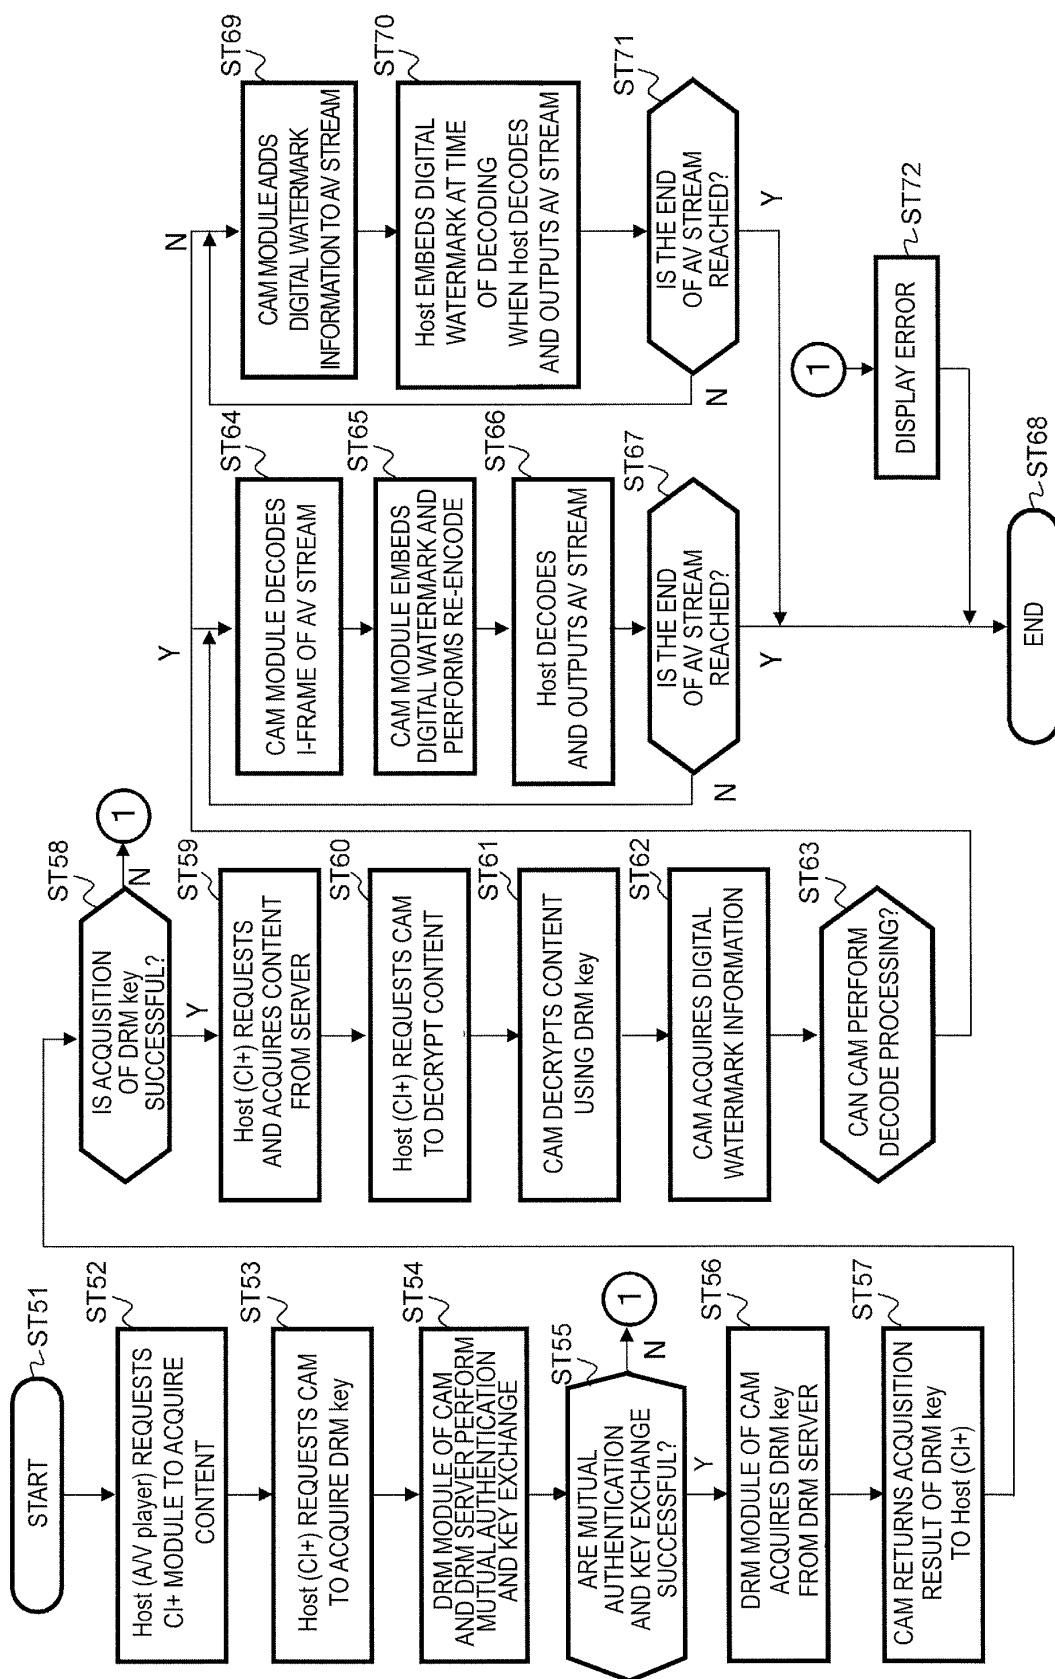 START
ST51
Host (A/V player) REQUESTS
CI+ MODULE TO ACQUIRE
CONTENT
ST52
Host (CI+) REQUESTS CAM
TO ACQUIRE DRM key
ST53
DRM MODULE OF CAM
AND DRM SERVER PERFORM
MUTUAL AUTHENTICATION
AND KEY EXCHANGE
ST54
ARE MUTUAL
AUTHENTICATION
AND KEY EXCHANGE
SUCCESSFUL?
ST55
N
1
Y
DRM MODULE OF CAM
ACQUIRES DRM key
FROM DRM SERVER
ST56
CAM RETURNS ACQUISITION
RESULT OF DRM key
TO Host (CI+)
ST57
IS ACQUISITION
OF DRM key
SUCCESSFUL?
ST58
N
1
Y
Host (CI+) REQUESTS
AND ACQUIRES CONTENT
FROM SERVER
ST59
Host (CI+) REQUESTS CAM
TO DECRYPT CONTENT
ST60
CAM DECRYPTS CONTENT
USING DRM key
ST61
CAM ACQUIRES DIGITAL
WATERMARK INFORMATION
ST62
CAN CAM PERFORM
DECODE PROCESSING?
ST63
Y
CAM MODULE DECODES
I-FRAME OF AV STREAM
ST64
CAM MODULE EMBEDS
DIGITAL WATERMARK AND
PERFORMS RE-ENCODE
ST65
Host DECODES
AND OUTPUTS AV STREAM
ST66
IS THE END
OF AV STREAM
REACHED?
ST67
N
Y
N
CAM MODULE ADDS
DIGITAL WATERMARK
INFORMATION TO AV STREAM
ST69
Host EMBEDS DIGITAL
WATERMARK AT TIME
OF DECODING
WHEN Host DECODES
AND OUTPUTS AV STREAM
ST70
IS THE END
OF AV STREAM
REACHED?
ST71
N
Y
1
DISPLAY ERROR
ST72
END
ST68